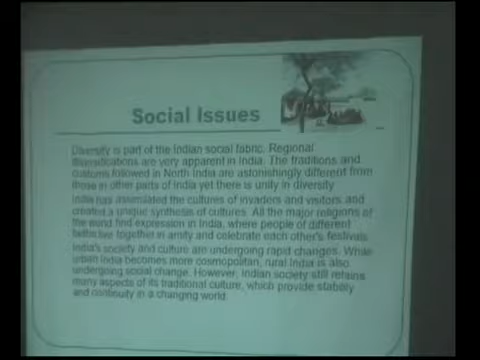 Social Issues
Diversity is part of the Indian social fabric. Regional
diversifications are very apparent in India. The traditions and
customs followed in North India are astonishingly different from
those in other parts of India yet there is unity in diversity
India has assimilated the cultures of invaders and visitors and
created a unique synthesis of cultures. All the major religions of
the world find expression in India, where people of different
faiths live together in amity and celebrate each other's festivals.
India's society and culture are undergoing rapid changes. While
urban India becomes more cosmopolitan, rural India is also
undergoing social change. However, Indian society still retains
many aspects of its traditional culture, which provide stability
and continuity in a changing world